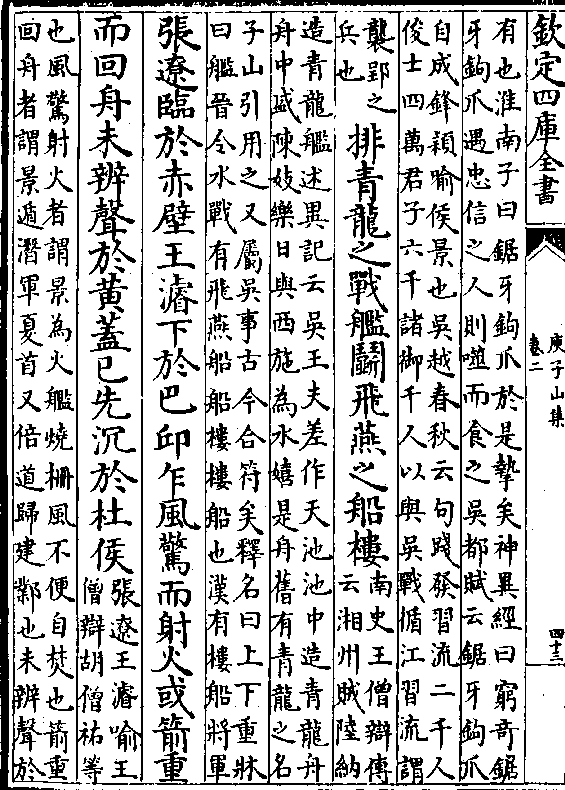 欽定四庫全書
庾子山集
卷二
四十三
有也淮南子曰鋸牙鉤爪於是摯矣神異經曰窮奇鋸
牙鉤爪遇忠信之人則噬而食之吳都賦云鋸牙鉤爪
自成鋒穎喻侯景也吳越春秋云句踐發習流二千人
俊士四萬君子六千諸御千人以與吳戰循江習流謂
襲郢之
兵也
排青龍之戰艦鬬飛燕之船樓
南史王僧辯傳
云湘州賊陸納
造青龍艦述異記云吳王夫差作天池池中造青龍舟
舟中盛陳妓樂日與西施為水嬉是舟舊有青龍之名
子山引用之又屬吳事古今合符矣釋名曰上下重牀
曰艦晉令水戰有飛燕船船樓樓船也漢有樓船將軍
張遼臨於赤壁王濬下於巴邱乍風驚而射火或箭重
而回舟未辨聲於黃蓋已先沉於杜侯
張遼王濬喻王
僧辯胡僧祐等
也風驚射火者謂景為火艦燒柵風不便自焚也箭重
回舟者謂景遁潛軍夏首又倍道歸建鄴也未辨聲於